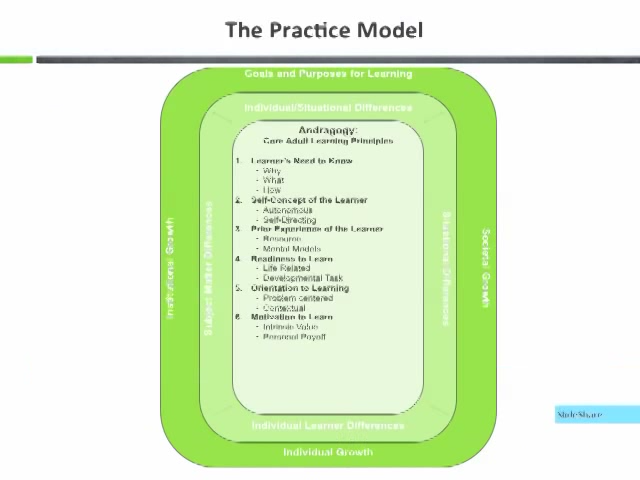 The Practice Model
Goals and Purposes for Learning
Individual/Situational Differences
Andragogy:
Core Adult Learning Principles
1. Learner's Need to Know
- Why
- What
- How
2. Self-Concept of the Learner
- Autonomous
- Self-Directing
3. Prior Experience of the Learner
- Resource
- Mental Models
4. Readiness to Learn
- Life Related
- Developmental Task
5. Orientation to Learning
- Problem centered
- Contextual
6. Motivation to Learn
- Intrinsic Value
- Personal Payoff
Institutional Growth
Subject Matter Differences
Situational Differences
Societal Growth
Individual Learner Differences
Individual Growth
SlideShare